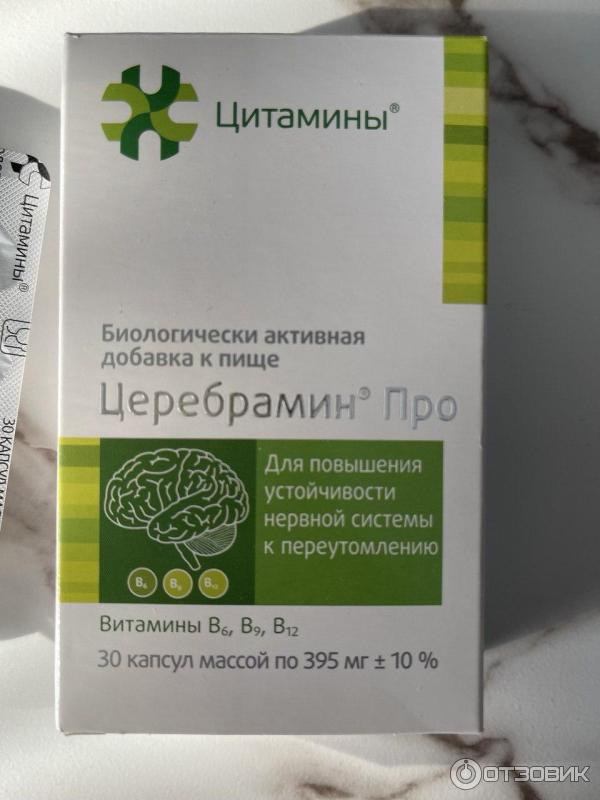 Цитамины®
Биологически активная
добавка к пище
Церебрамин® Про
Для повышения
устойчивости
нервной системы
к переутомлению
B₆ B₉ B₁₂
Витамины B₆, B₉, B₁₂
30 капсул массой по 395 мг ± 10 %
Цитамины®
30 КАПСУЛ
ОТЗОВИК